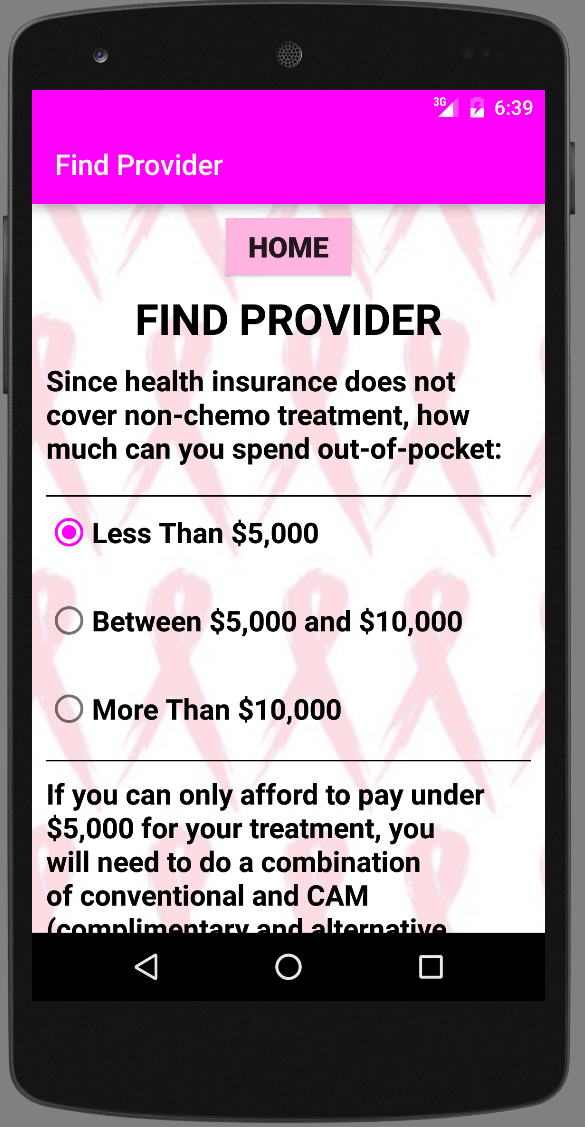 3G 6:39
Find Provider
HOME
FIND PROVIDER
Since health insurance does not
cover non-chemo treatment, how
much can you spend out-of-pocket:
Less Than $5,000
Between $5,000 and $10,000
More Than $10,000
If you can only afford to pay under
$5,000 for your treatment, you
will need to do a combination
of conventional and CAM
(complimentary and alternative